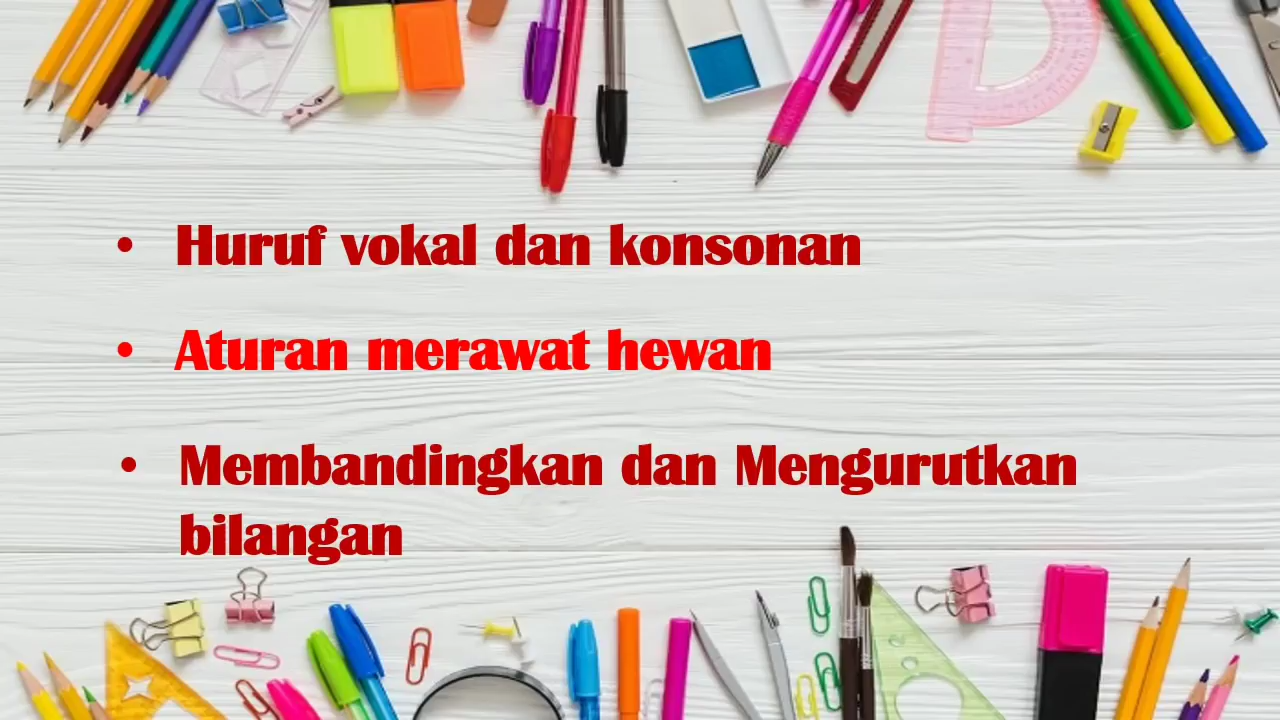 • Huruf vokal dan konsonan
• Aturan merawat hewan
• Membandingkan dan Mengurutkan
bilangan